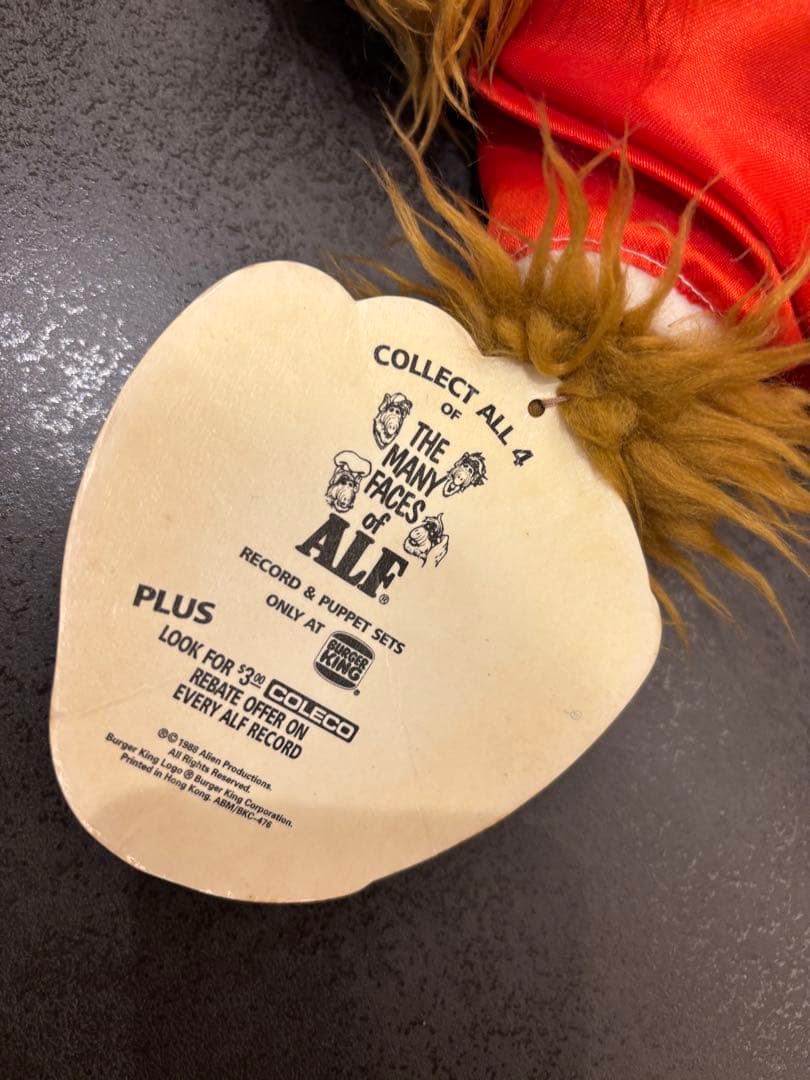 COLLECT ALL 4
OF
THE
MANY
FACES
of
ALF®
RECORD & PUPPET SETS
ONLY AT BURGER KING®
PLUS
LOOK FOR $3.00 COLECO
REBATE OFFER ON
EVERY ALF RECORD
®© 1988 Alien Productions.
All Rights Reserved.
Burger King Logo ® Burger King Corporation.
Printed in Hong Kong. ABM/BKC-476